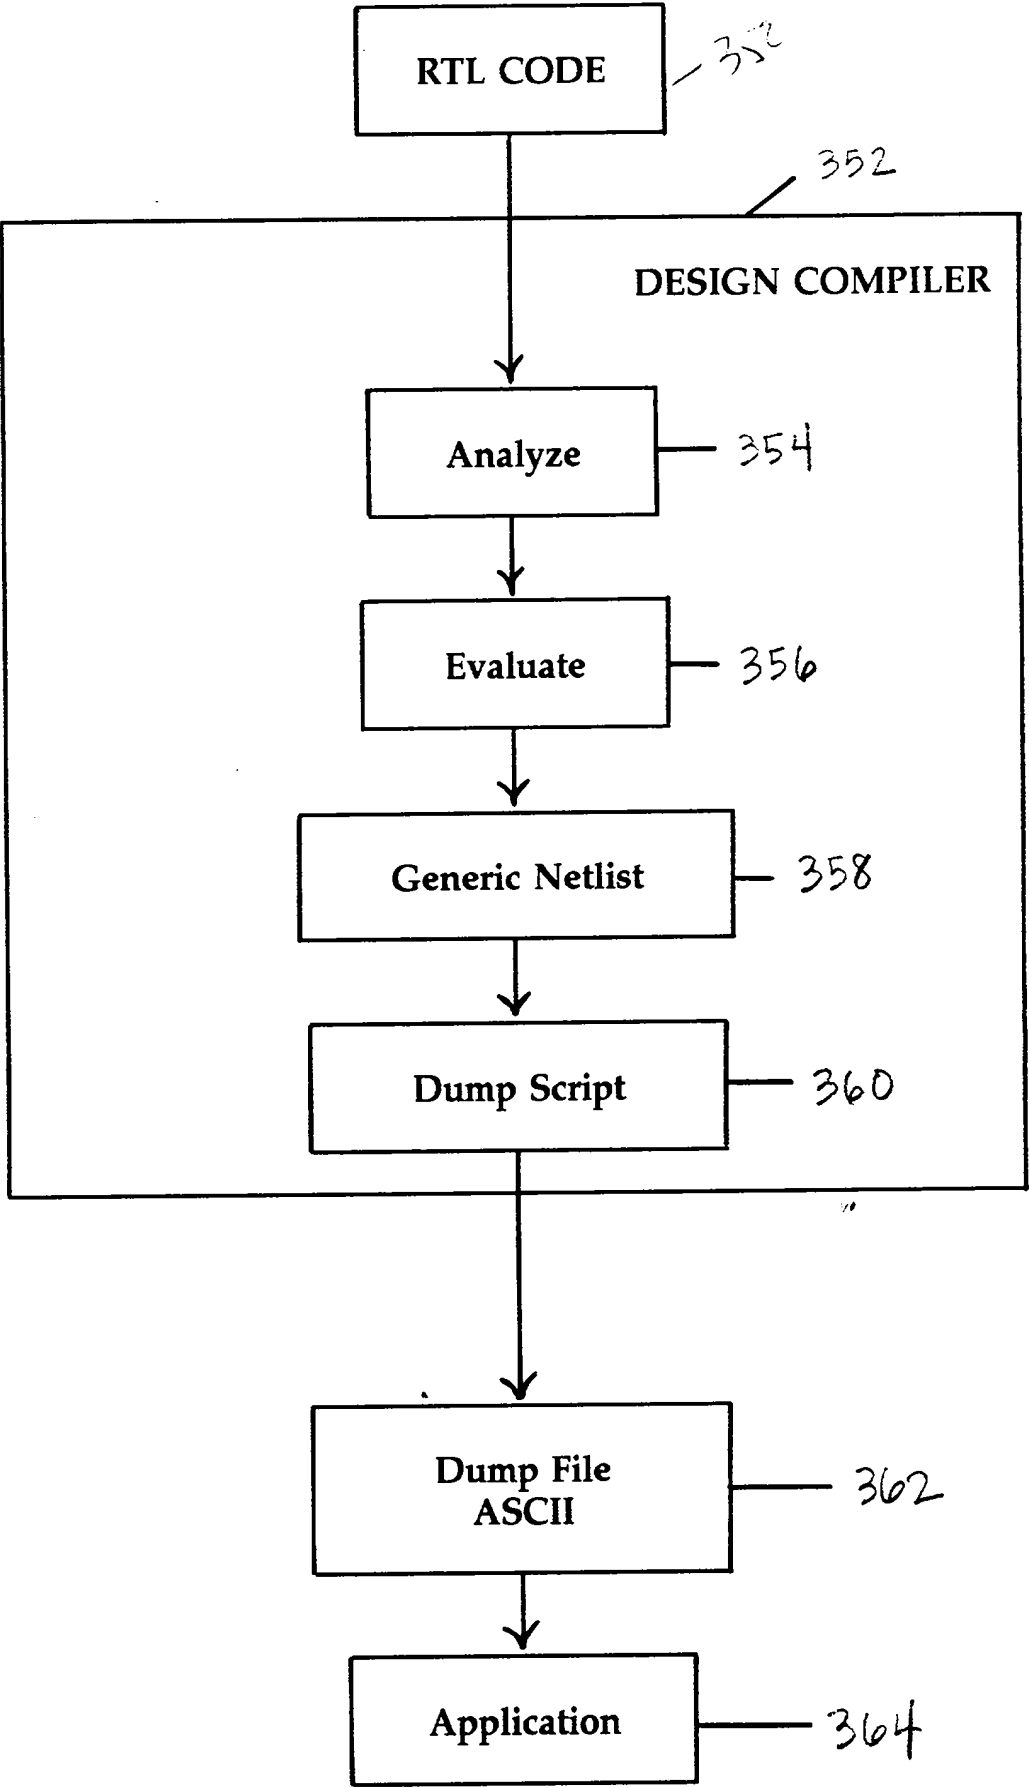 RTL CODE
352
DESIGN COMPILER
Analyze
354
Evaluate
356
Generic Netlist
358
Dump Script
360
Dump File
ASCII
362
Application
364